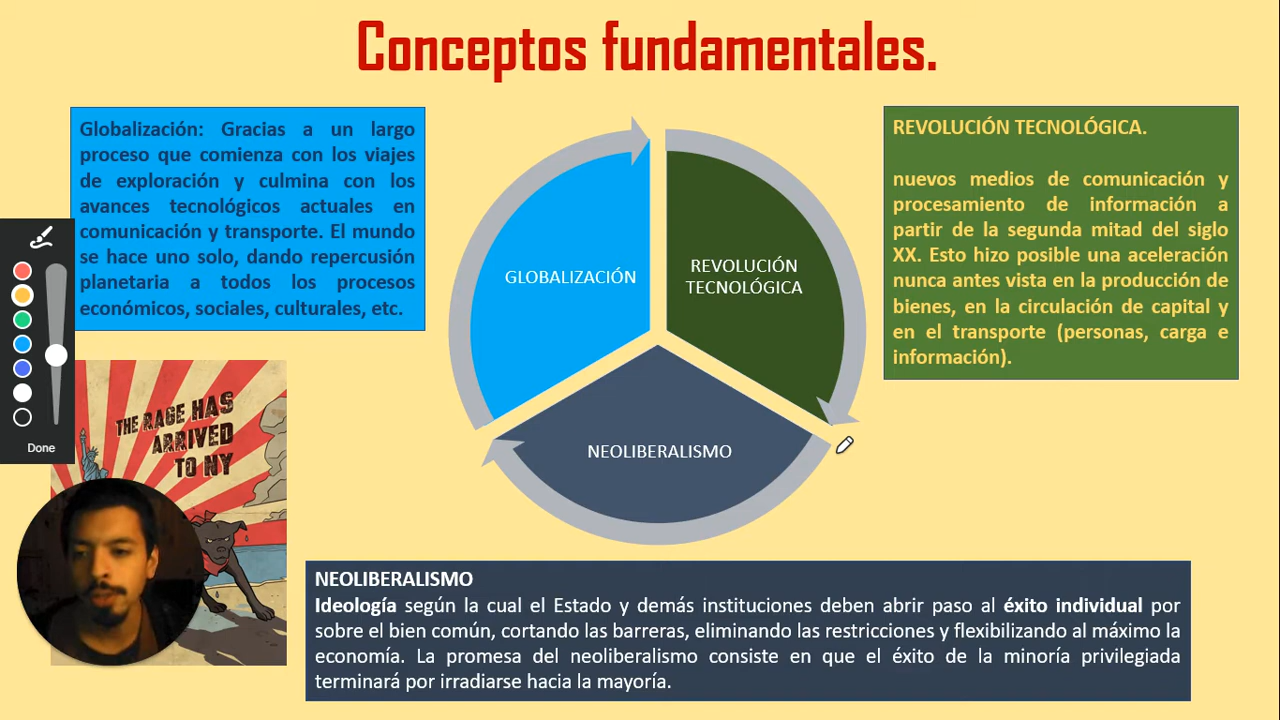 Conceptos fundamentales.
Globalización: Gracias a un largo
proceso que comienza con los viajes
de exploración y culmina con los
avances tecnológicos actuales en
comunicación y transporte. El mundo
se hace uno solo, dando repercusión
planetaria a todos los procesos
económicos, sociales, culturales, etc.
GLOBALIZACIÓN
REVOLUCIÓN
TECNOLÓGICA
NEOLIBERALISMO
REVOLUCIÓN TECNOLÓGICA.
nuevos medios de comunicación y
procesamiento de información a
partir de la segunda mitad del siglo
XX. Esto hizo posible una aceleración
nunca antes vista en la producción de
bienes, en la circulación de capital y
en el transporte (personas, carga e
información).
Done
THE RAGE HAS
ARRIVED
TO NY
NEOLIBERALISMO
Ideología según la cual el Estado y demás instituciones deben abrir paso al éxito individual por
sobre el bien común, cortando las barreras, eliminando las restricciones y flexibilizando al máximo la
economía. La promesa del neoliberalismo consiste en que el éxito de la minoría privilegiada
terminará por irradiarse hacia la mayoría.